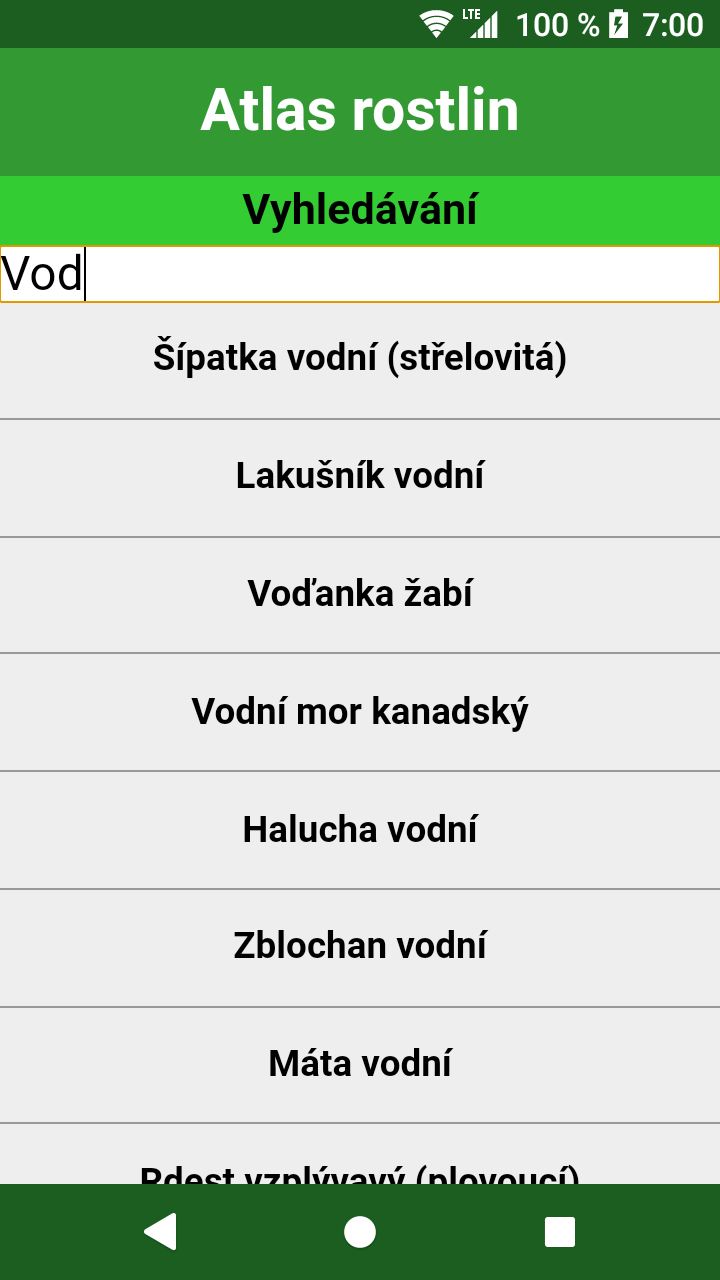 LTE 100 % 7:00
Atlas rostlin
Vyhledávání
Vod
Šípatka vodní (střelovitá)
Lakušník vodní
Voďanka žabí
Vodní mor kanadský
Halucha vodní
Zblochan vodní
Máta vodní
Rdest vzplývavý (plovoucí)